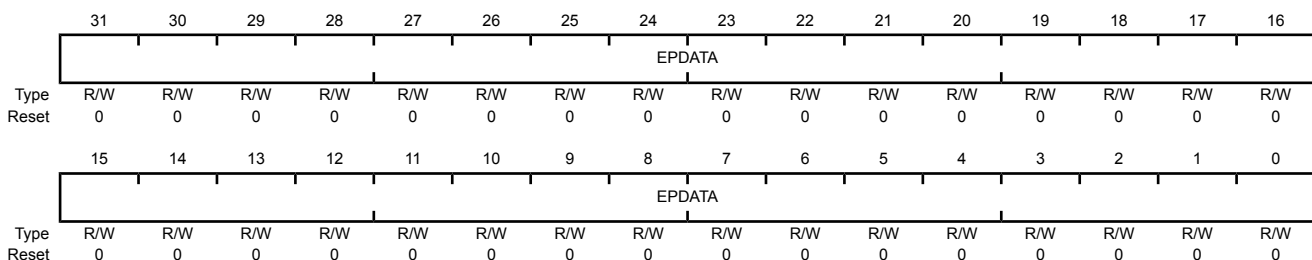 31 30 29 28 27 26 25 24 23 22 21 20 19 18 17 16
EPDATA
Type R/W R/W R/W R/W R/W R/W R/W R/W R/W R/W R/W R/W R/W R/W R/W R/W
Reset 0 0 0 0 0 0 0 0 0 0 0 0 0 0 0 0
15 14 13 12 11 10 9 8 7 6 5 4 3 2 1 0
EPDATA
Type R/W R/W R/W R/W R/W R/W R/W R/W R/W R/W R/W R/W R/W R/W R/W R/W
Reset 0 0 0 0 0 0 0 0 0 0 0 0 0 0 0 0